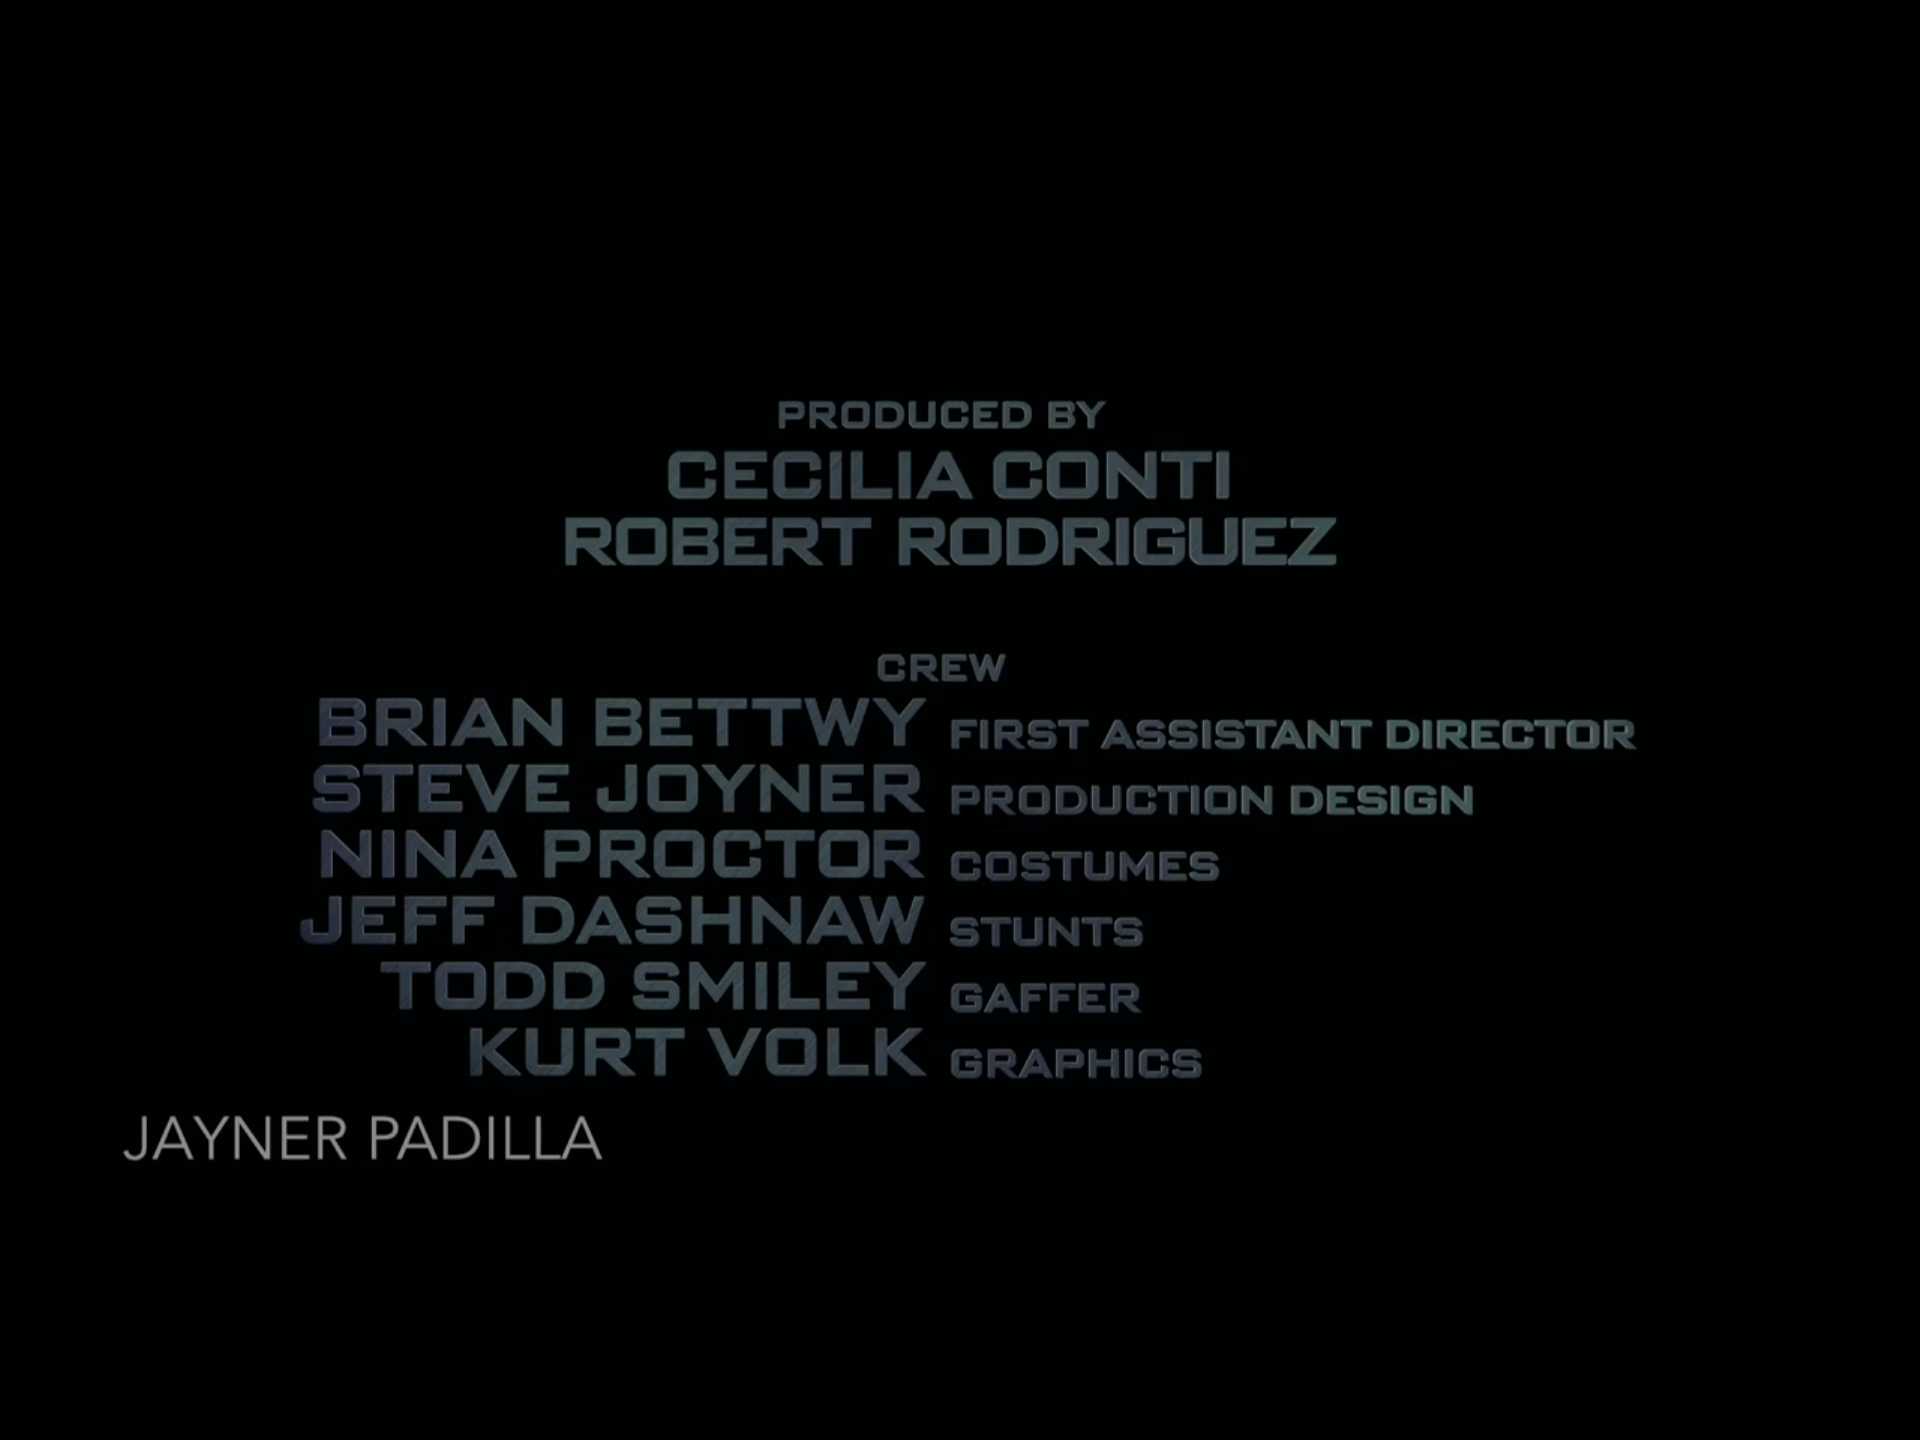 PRODUCED BY
CECILIA CONTI
ROBERT RODRIGUEZ
CREW
BRIAN BETTWY FIRST ASSISTANT DIRECTOR
STEVE JOYNER PRODUCTION DESIGN
NINA PROCTOR COSTUMES
JEFF DASHNAW STUNTS
TODD SMILEY GAFFER
KURT VOLK GRAPHICS
JAYNER PADILLA